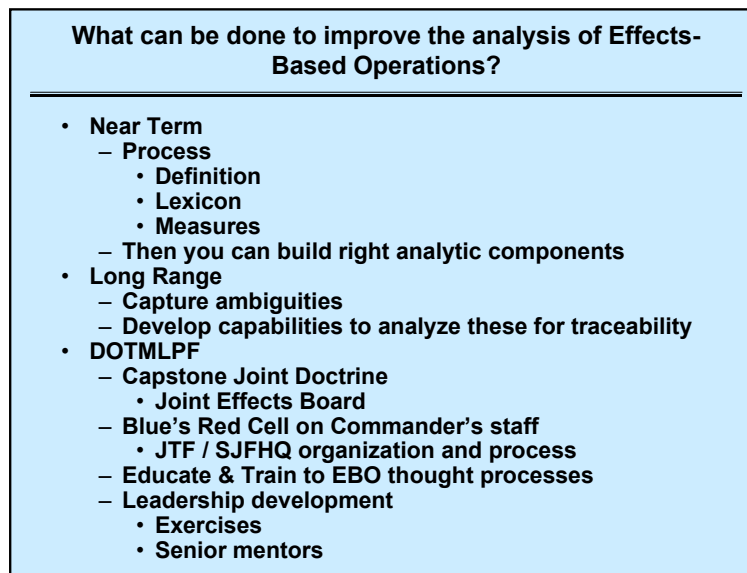 What can be done to improve the analysis of Effects-
Based Operations?
• Near Term
– Process
• Definition
• Lexicon
• Measures
– Then you can build right analytic components
• Long Range
– Capture ambiguities
– Develop capabilities to analyze these for traceability
• DOTMLPF
– Capstone Joint Doctrine
• Joint Effects Board
– Blue’s Red Cell on Commander’s staff
• JTF / SJFHQ organization and process
– Educate & Train to EBO thought processes
– Leadership development
• Exercises
• Senior mentors